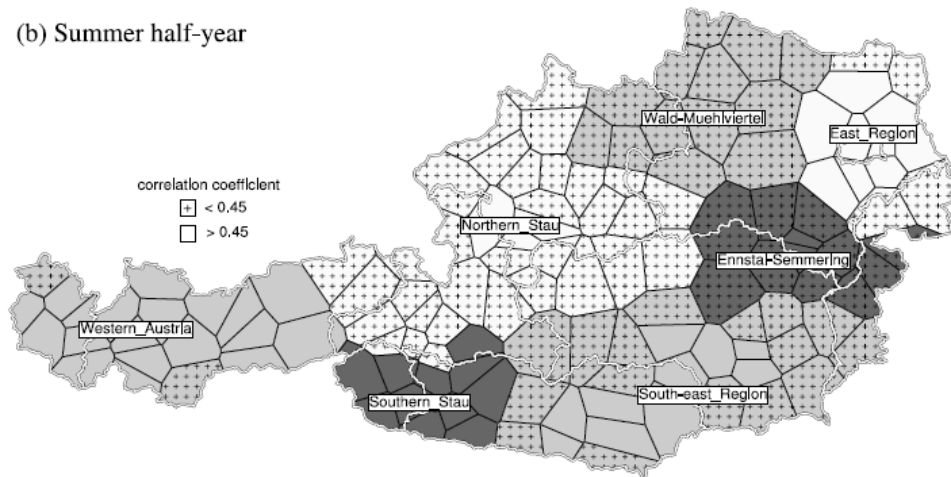 (b) Summer half-year
Wald-Muehlviertel
East_Region
correlation coefficient
+ < 0.45
> 0.45
Northern_Stau
Ennstal-Semmering
Western_Austria
Southern_Stau
South-east_Region